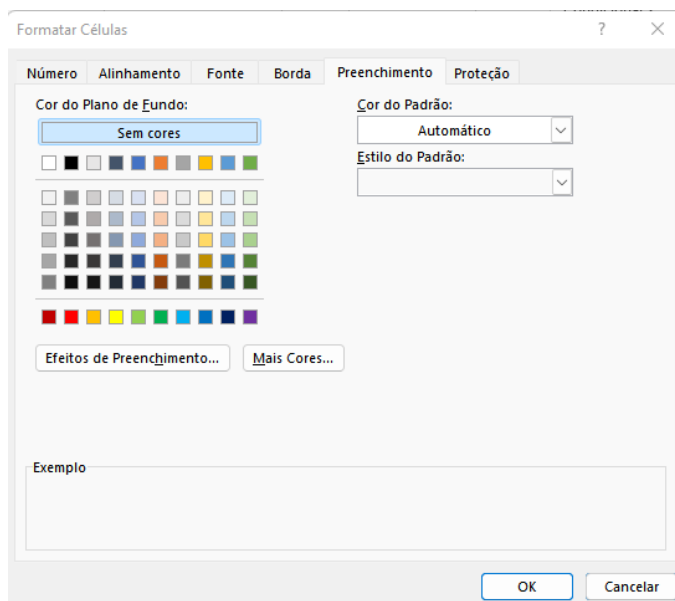 Formatar Células
?
Número Alinhamento Fonte Borda Preenchimento Proteção
Cor do Plano de Fundo:
Sem cores
Cor do Padrão:
Automático
Estilo do Padrão:
Efeitos de Preenchimento...
Mais Cores...
Exemplo
OK
Cancelar